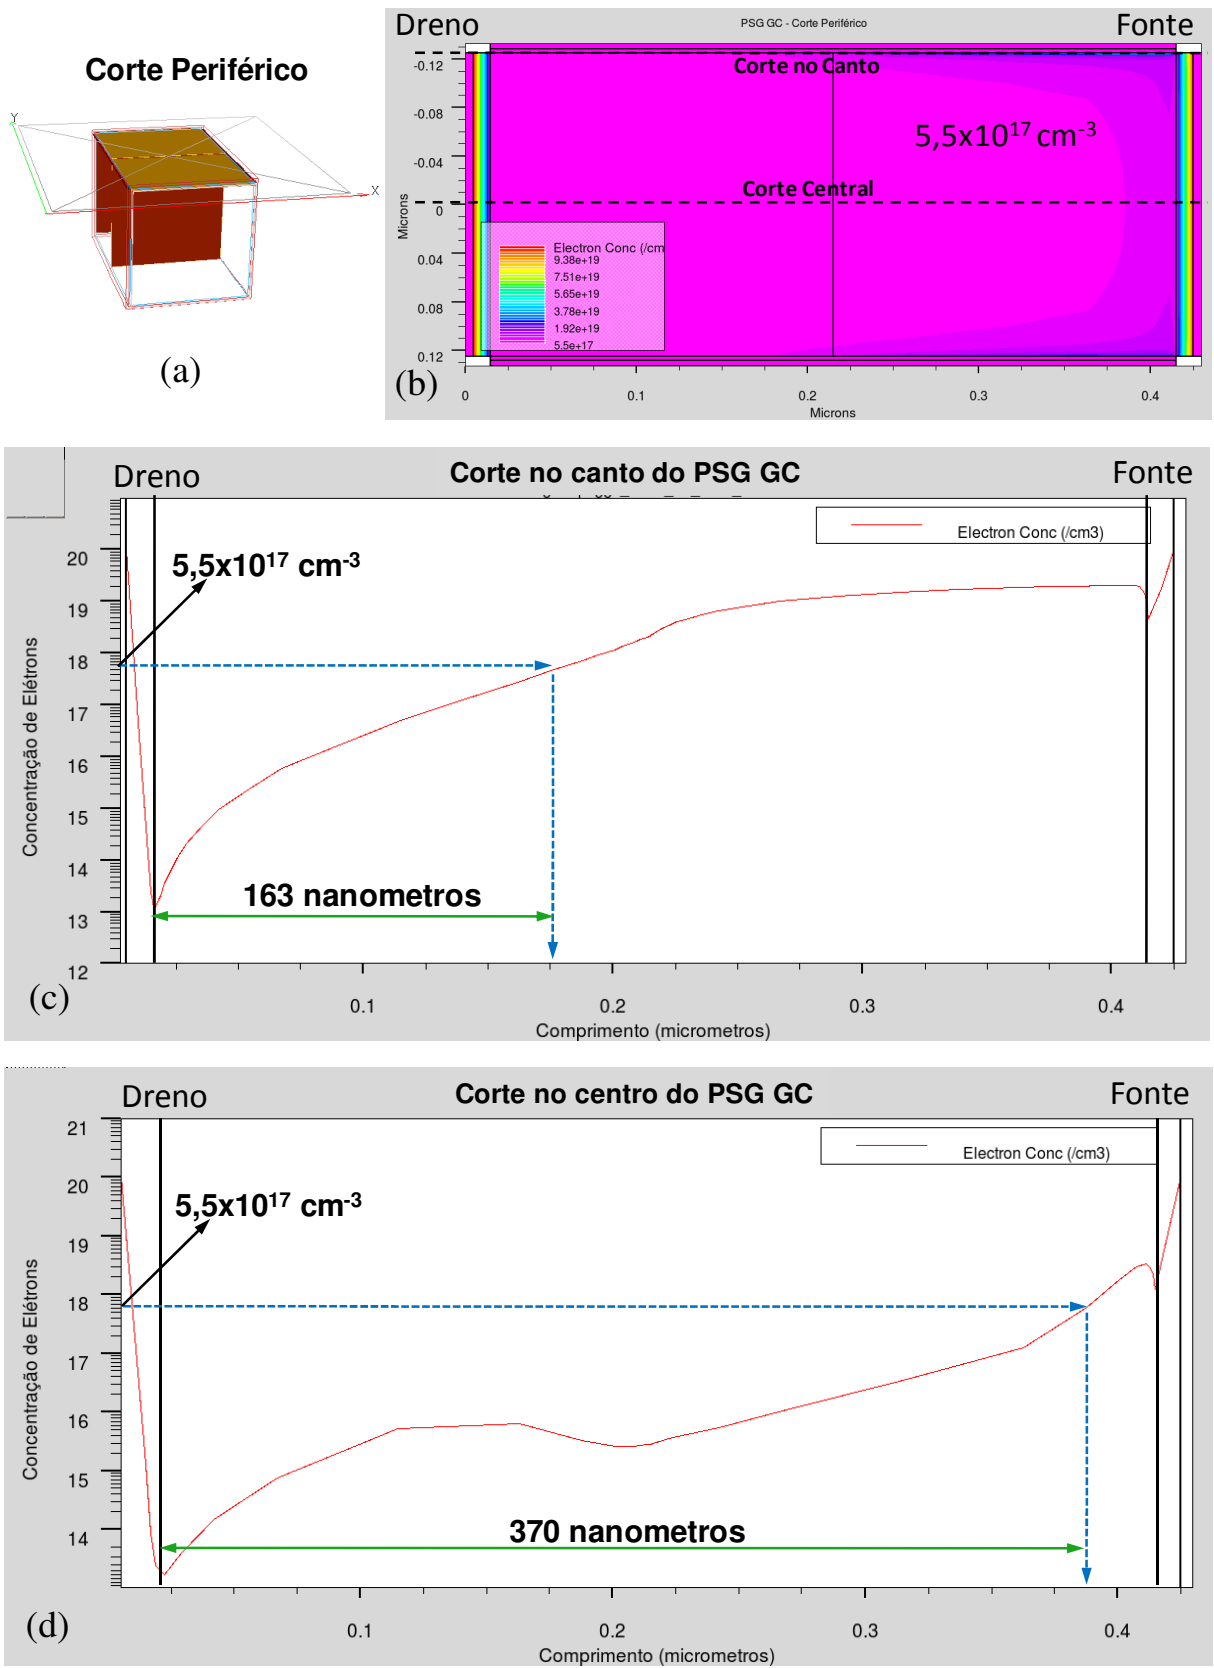 Corte Periférico
Y
X
(a)
Dreno
PSG GC - Corte Periférico
Fonte
Corte no Canto
5,5x10¹⁷ cm⁻³
Corte Central
Microns
-0.12
-0.08
-0.04
0
0.04
0.08
0.12
Electron Conc (/cm
9.38e+19
7.51e+19
5.65e+19
3.78e+19
1.92e+19
5.5e+17
(b)
0
0.1
0.2
0.3
0.4
Microns
Dreno
Corte no canto do PSG GC
Fonte
Electron Conc (/cm3)
5,5x10¹⁷ cm⁻³
Concentração de Elétrons
20
19
18
17
16
15
14
13
12
163 nanometros
(c)
0.1
0.2
0.3
0.4
Comprimento (micrometros)
Dreno
Corte no centro do PSG GC
Fonte
Electron Conc (/cm3)
5,5x10¹⁷ cm⁻³
Concentração de Elétrons
21
20
19
18
17
16
15
14
370 nanometros
(d)
0.1
0.2
0.3
0.4
Comprimento (micrometros)